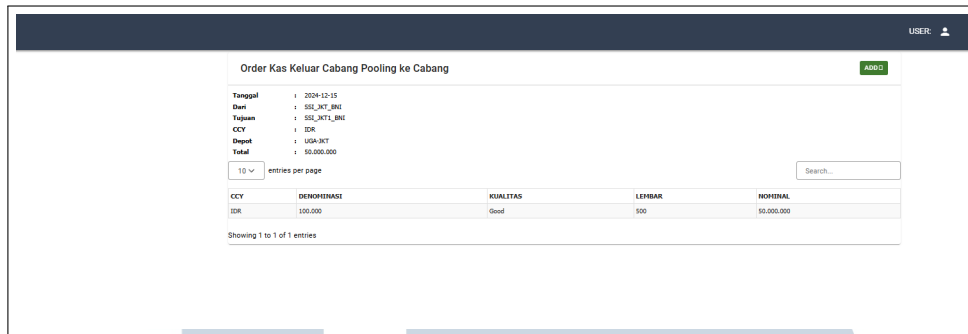 USER:
Order Kas Keluar Cabang Pooling ke Cabang
ADD
Tanggal : 2024-12-15
Dari : SSI_JKT_BNI
Tujuan : SSI_JKT1_BNI
CCY : IDR
Depot : UGA-JKT
Total : 50.000.000
10 entries per page
Search...
CCY DENOMINASI KUALITAS LEMBAR NOMINAL
IDR 100.000 Good 500 50.000.000
Showing 1 to 1 of 1 entries